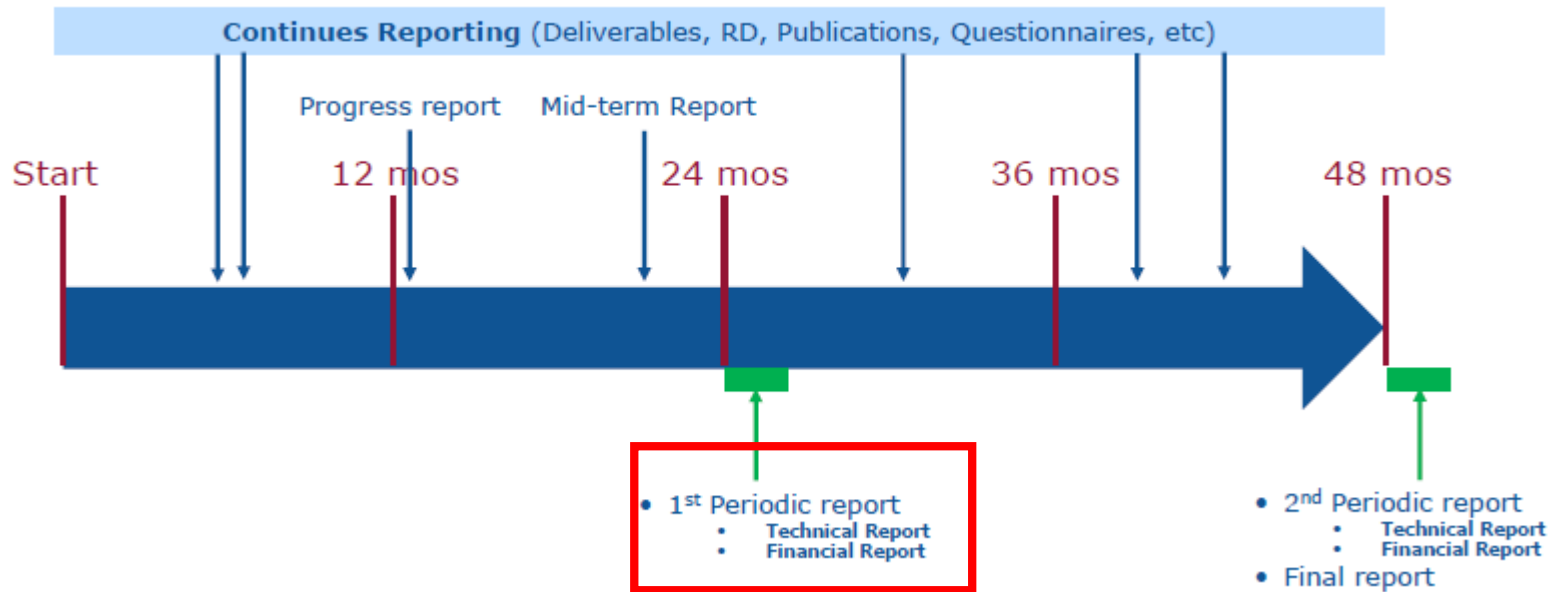 Continues Reporting (Deliverables, RD, Publications, Questionnaires, etc)
Progress report Mid-term Report
Start 12 mos 24 mos 36 mos 48 mos
• 1st Periodic report
• Technical Report
• Financial Report
• 2nd Periodic report
• Technical Report
• Financial Report
• Final report